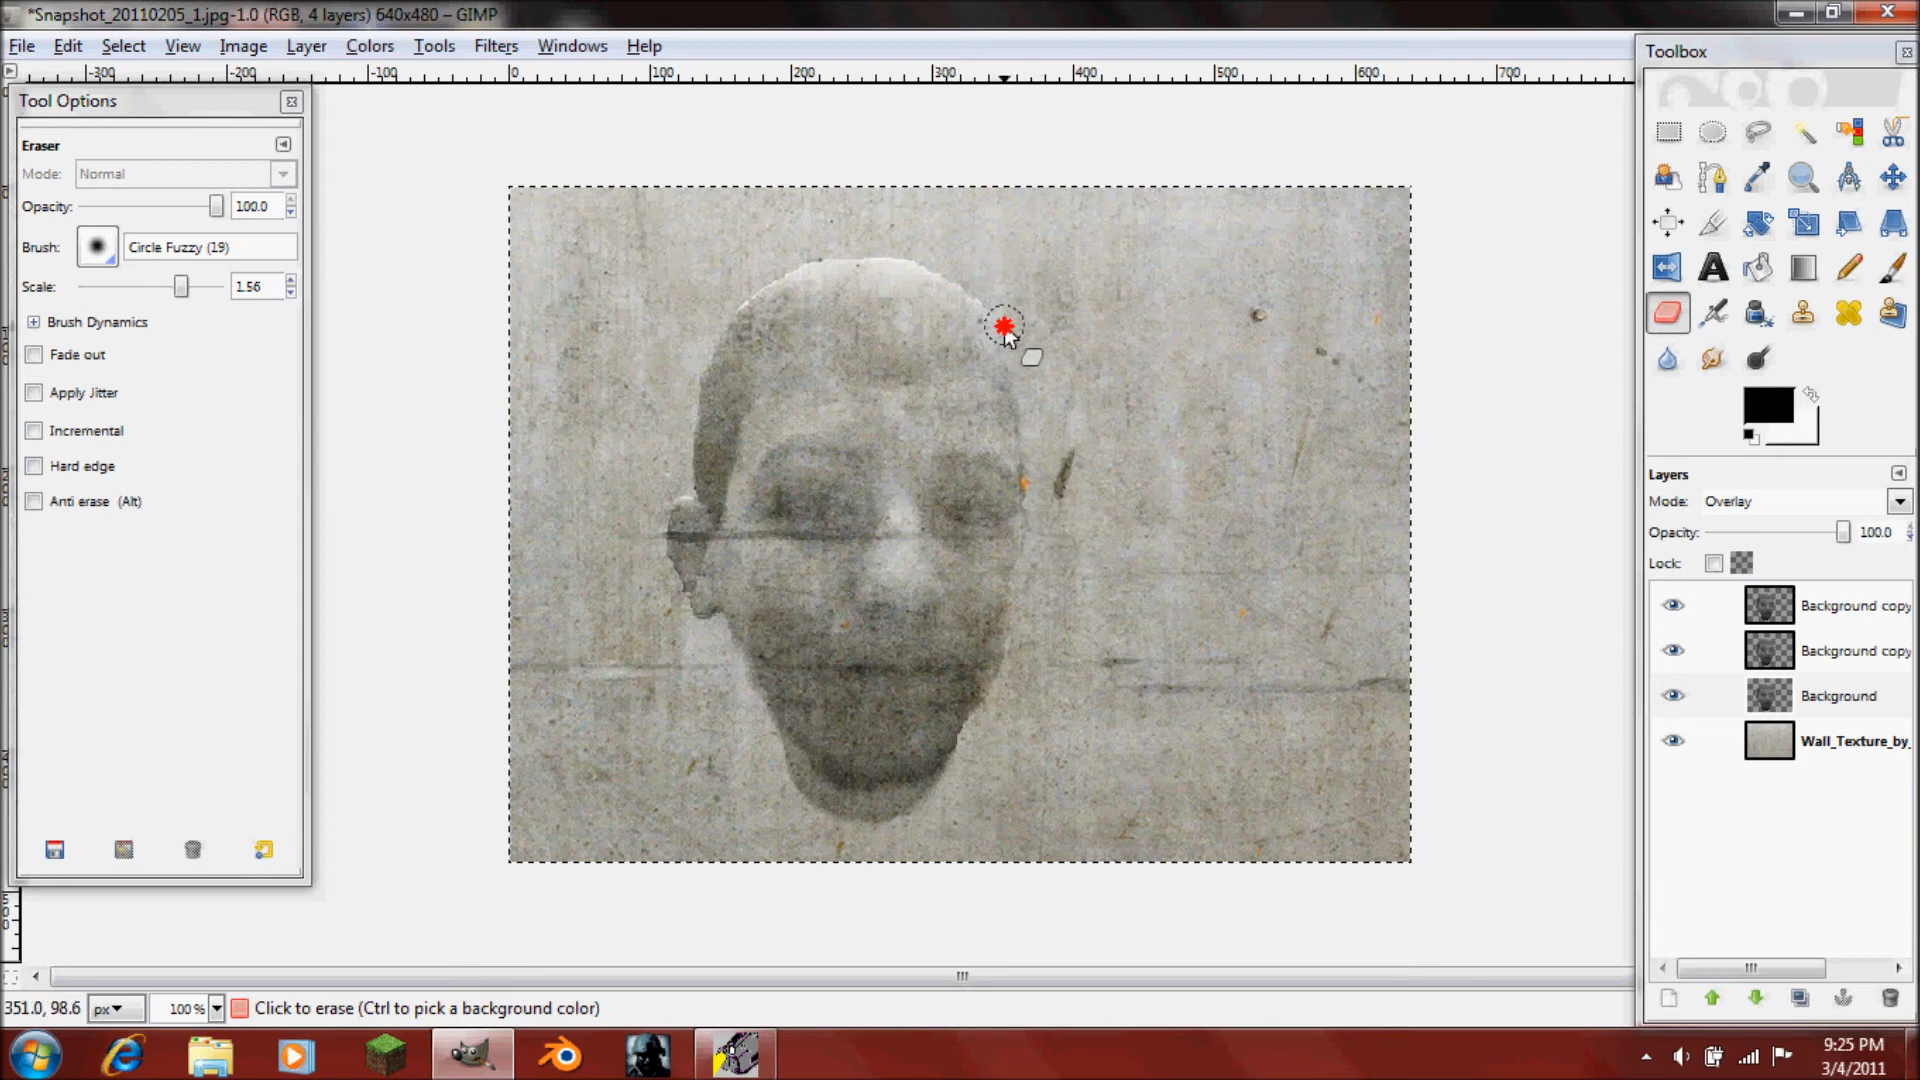 *Snapshot_20110205_1.jpg-1.0 (RGB, 4 layers) 640x480 – GIMP
File Edit Select View Image Layer Colors Tools Filters Windows Help
-300 -200 -100 0 100 200 300 400 500 600 700
Tool Options
Eraser
Mode: Normal
Opacity: 100.0
Brush: Circle Fuzzy (19)
Scale: 1.56
Brush Dynamics
Fade out
Apply Jitter
Incremental
Hard edge
Anti erase (Alt)
Toolbox
Layers
Mode: Overlay
Opacity: 100.0
Lock:
Background copy
Background copy
Background
Wall_Texture_by_
351.0, 98.6 px 100 % Click to erase (Ctrl to pick a background color)
9:25 PM
3/4/2011